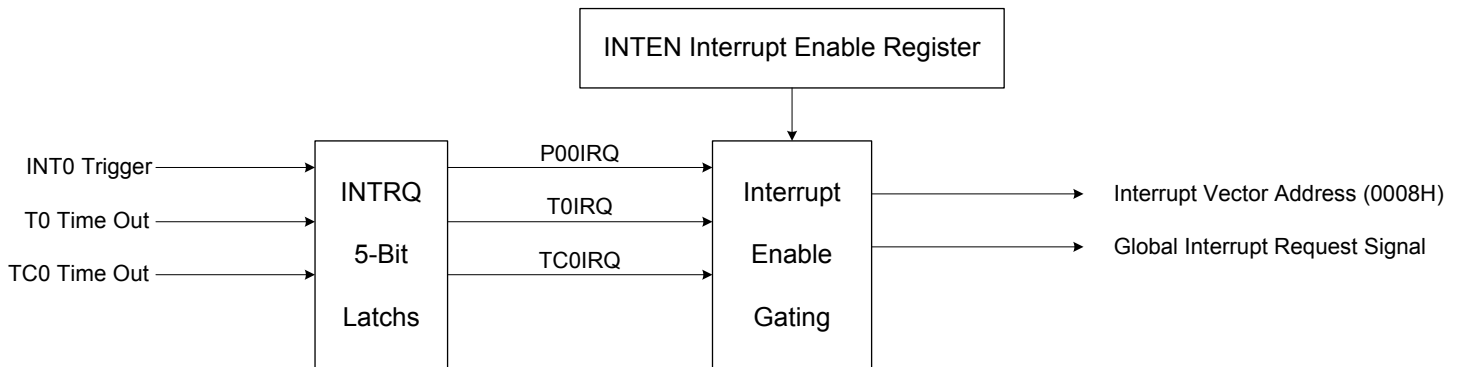 INTEN Interrupt Enable Register
INT0 Trigger
T0 Time Out
TC0 Time Out
INTRQ
5-Bit
Latchs
P00IRQ
T0IRQ
TC0IRQ
Interrupt
Enable
Gating
Interrupt Vector Address (0008H)
Global Interrupt Request Signal